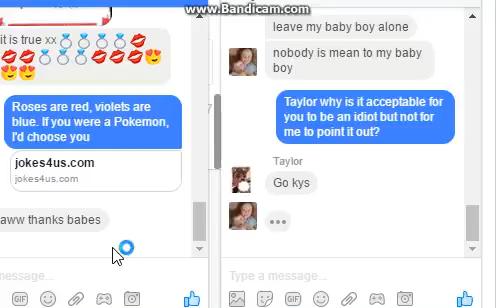 www.Bandicam.com
it is true xx💍💍💍💍💋
💋💋💍💍💍💋💋💋😍
😍😍
Roses are red, violets are
blue. If you were a Pokemon,
I'd choose you
jokes4us.com
jokes4us.com
aww thanks babes
message...
GIF
leave my baby boy alone
nobody is mean to my baby
boy
Taylor why is it acceptable for
you to be an idiot but not for
me to point it out?
Taylor
Go kys
Type a message...
GIF